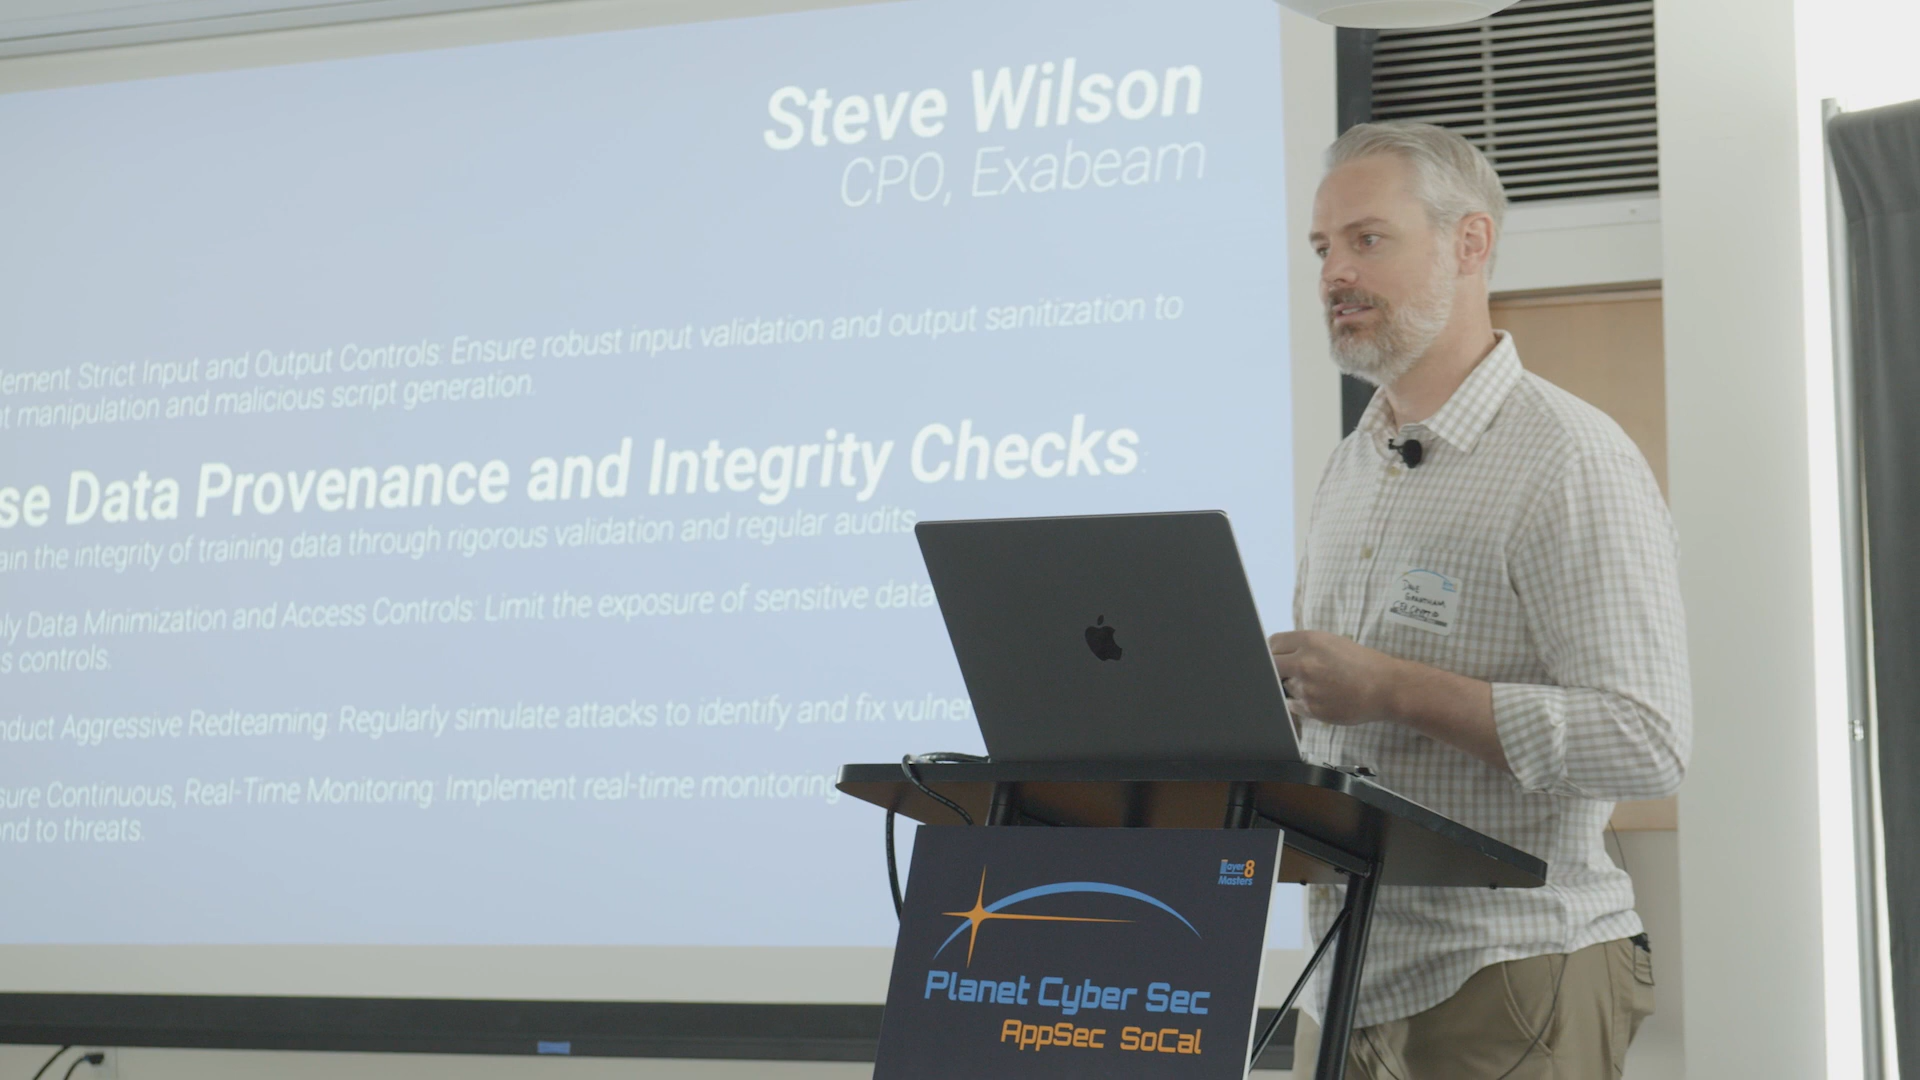 Steve Wilson
CPO, Exabeam
lement Strict Input and Output Controls: Ensure robust input validation and output sanitization to
t manipulation and malicious script generation.
se Data Provenance and Integrity Checks.
ain the integrity of training data through rigorous validation and regular audits
ly Data Minimization and Access Controls: Limit the exposure of sensitive data
s controls.
nduct Aggressive Redteaming: Regularly simulate attacks to identify and fix vulner
sure Continuous, Real-Time Monitoring: Implement real-time monitoring
nd to threats.
Layer 8
Masters
Planet Cyber Sec
AppSec SoCal